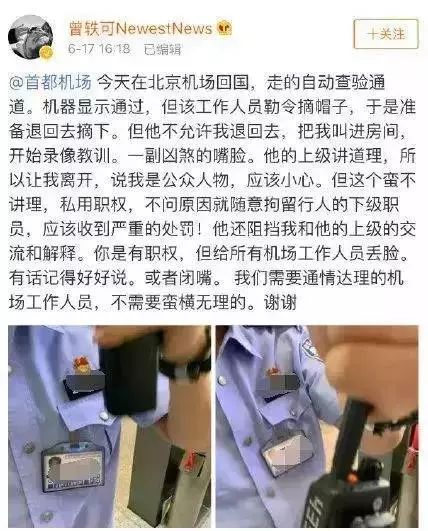 曾轶可NewestNews
6-17 16:18 已编辑
+关注
@首都机场 今天在北京机场回国，走的自动查验通
道。机器显示通过，但该工作人员勒令摘帽子，于是准
备退回去摘下。但他不允许我退回去，把我叫进房间，
开始录像教训。一副凶煞的嘴脸。他的上级讲道理，所
以让我离开，说我是公众人物，应该小心。但这个蛮不
讲理，私用职权，不问原因就随意拘留行人的下级职
员，应该收到严重的处罚！他还阻挡我和他的上级的交
流和解释。你是有职权，但给所有机场工作人员丢脸。
有话记得好好说。或者闭嘴。 我们需要通情达理的机
场工作人员，不需要蛮横无理的。谢谢